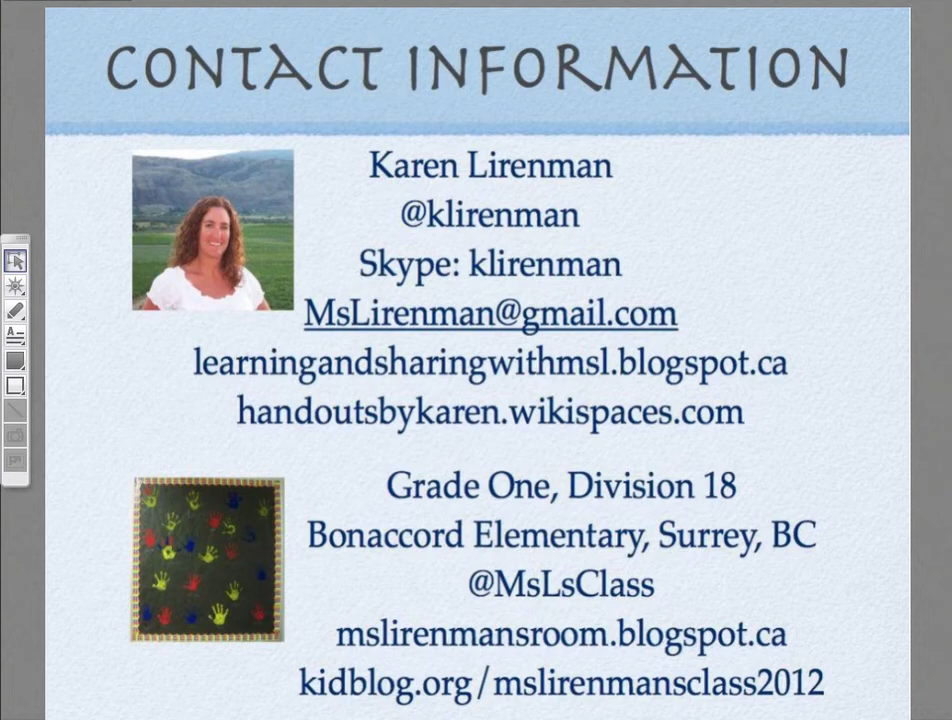 CONTACT INFORMATION
Karen Lirenman
@klirenman
Skype: klirenman
MsLirenman@gmail.com
learningandsharingwithmsl.blogspot.ca
handoutsbykaren.wikispaces.com
Grade One, Division 18
Bonaccord Elementary, Surrey, BC
@MsLsClass
mslirenmansroom.blogspot.ca
kidblog.org/mslirenmansclass2012